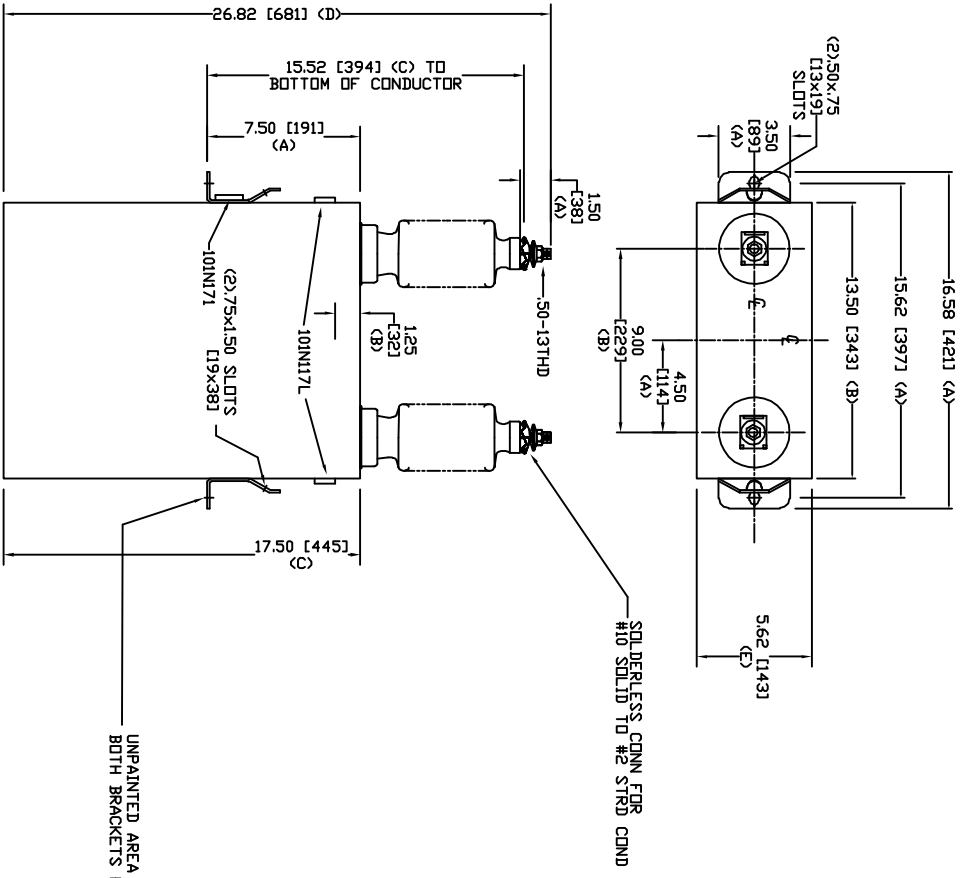 26.82 [681] (D)
15.52 [394] (C) TO
BOTTOM OF CONDUCTOR
7.50 [191]
(A)
1.50
[38]
(A)
.50-13THD
101N171
(2).75x1.50 SLOTS
[19x38]
101N117L
1.25
[32]
(B)
17.50 [445]
(C)
UNPAINTED AREA
BOTH BRACKETS
SOLDERLESS CONN FOR
#10 SOLID TO #2 STRD COND
(2).50x.75
[13x19]
SLOTS
3.50
[89]
(A)
16.58 [421] (A)
15.62 [397] (A)
13.50 [343] (B)
9.00
[229]
(B)
4.50
[114]
(A)
5.62 [143]
(E)